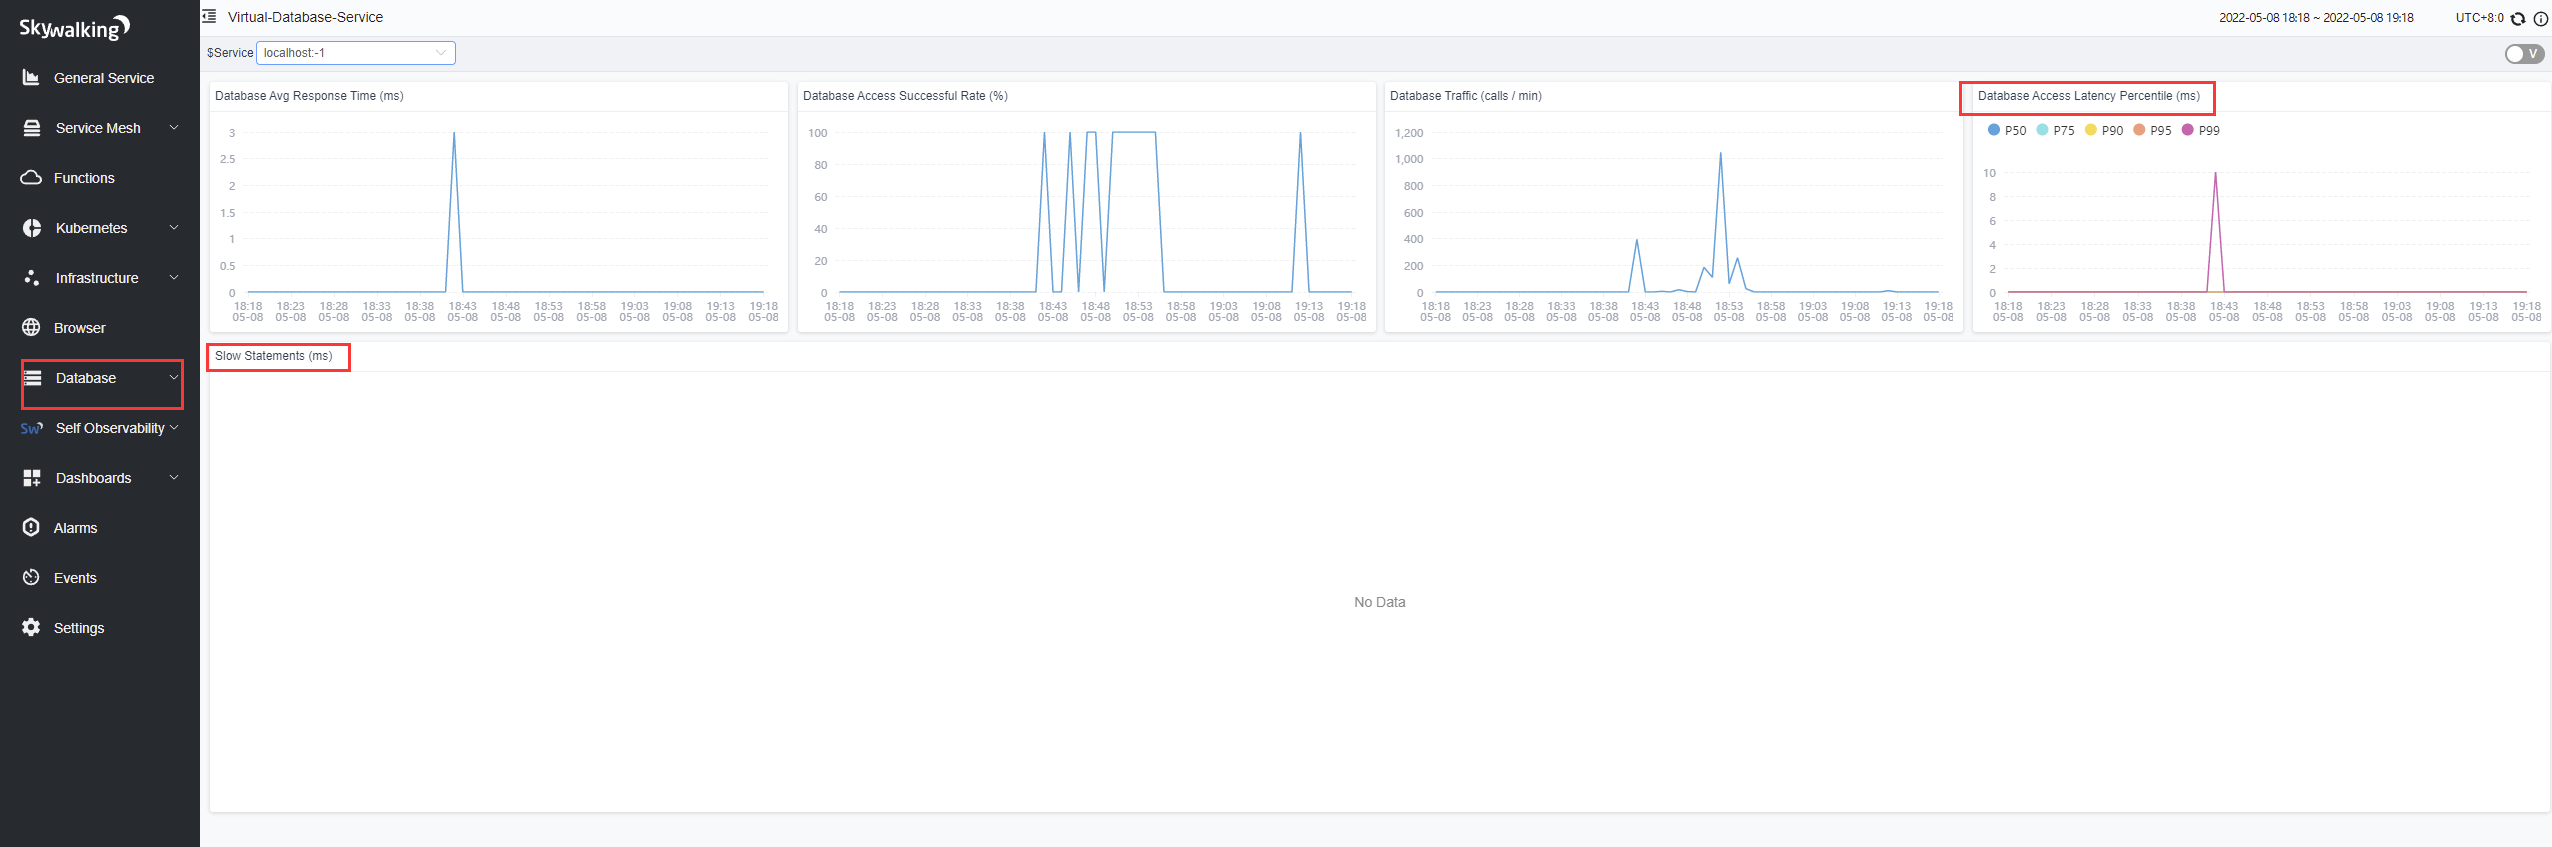 Skywalking
General Service
Service Mesh
Functions
Kubernetes
Infrastructure
Browser
Database
Sw Self Observability
Dashboards
Alarms
Events
Settings
Virtual-Database-Service
2022-05-08 18:18 ~ 2022-05-08 19:18 UTC+8:0
$Service localhost:-1
V
Database Avg Response Time (ms)
3
2.5
2
1.5
1
0.5
0
18:18 18:23 18:28 18:33 18:38 18:43 18:48 18:53 18:58 19:03 19:08 19:13 19:18
05-08 05-08 05-08 05-08 05-08 05-08 05-08 05-08 05-08 05-08 05-08 05-08 05-08
Database Access Successful Rate (%)
100
80
60
40
20
0
18:18 18:23 18:28 18:33 18:38 18:43 18:48 18:53 18:58 19:03 19:08 19:13 19:18
05-08 05-08 05-08 05-08 05-08 05-08 05-08 05-08 05-08 05-08 05-08 05-08 05-08
Database Traffic (calls / min)
1,200
1,000
800
600
400
200
0
18:18 18:23 18:28 18:33 18:38 18:43 18:48 18:53 18:58 19:03 19:08 19:13 19:18
05-08 05-08 05-08 05-08 05-08 05-08 05-08 05-08 05-08 05-08 05-08 05-08 05-08
Database Access Latency Percentile (ms)
P50 P75 P90 P95 P99
10
8
6
4
2
0
18:18 18:23 18:28 18:33 18:38 18:43 18:48 18:53 18:58 19:03 19:08 19:13 19:18
05-08 05-08 05-08 05-08 05-08 05-08 05-08 05-08 05-08 05-08 05-08 05-08 05-08
Slow Statements (ms)
No Data